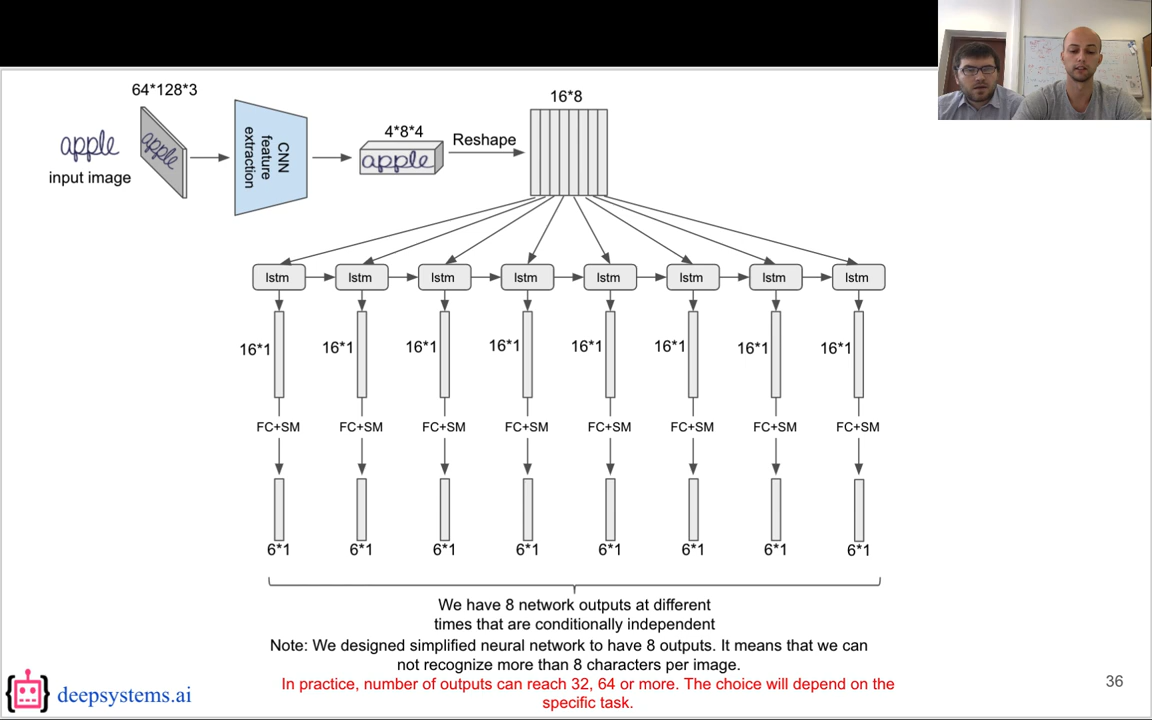 64*128*3
apple
input image
apple
CNN feature extraction
4*8*4
apple
Reshape
16*8
lstm lstm lstm lstm lstm lstm lstm lstm
16*1 16*1 16*1 16*1 16*1 16*1 16*1 16*1
FC+SM FC+SM FC+SM FC+SM FC+SM FC+SM FC+SM FC+SM
6*1 6*1 6*1 6*1 6*1 6*1 6*1 6*1
We have 8 network outputs at different
times that are conditionally independent
Note: We designed simplified neural network to have 8 outputs. It means that we can
not recognize more than 8 characters per image.
In practice, number of outputs can reach 32, 64 or more. The choice will depend on the
specific task.
deepsystems.ai
36